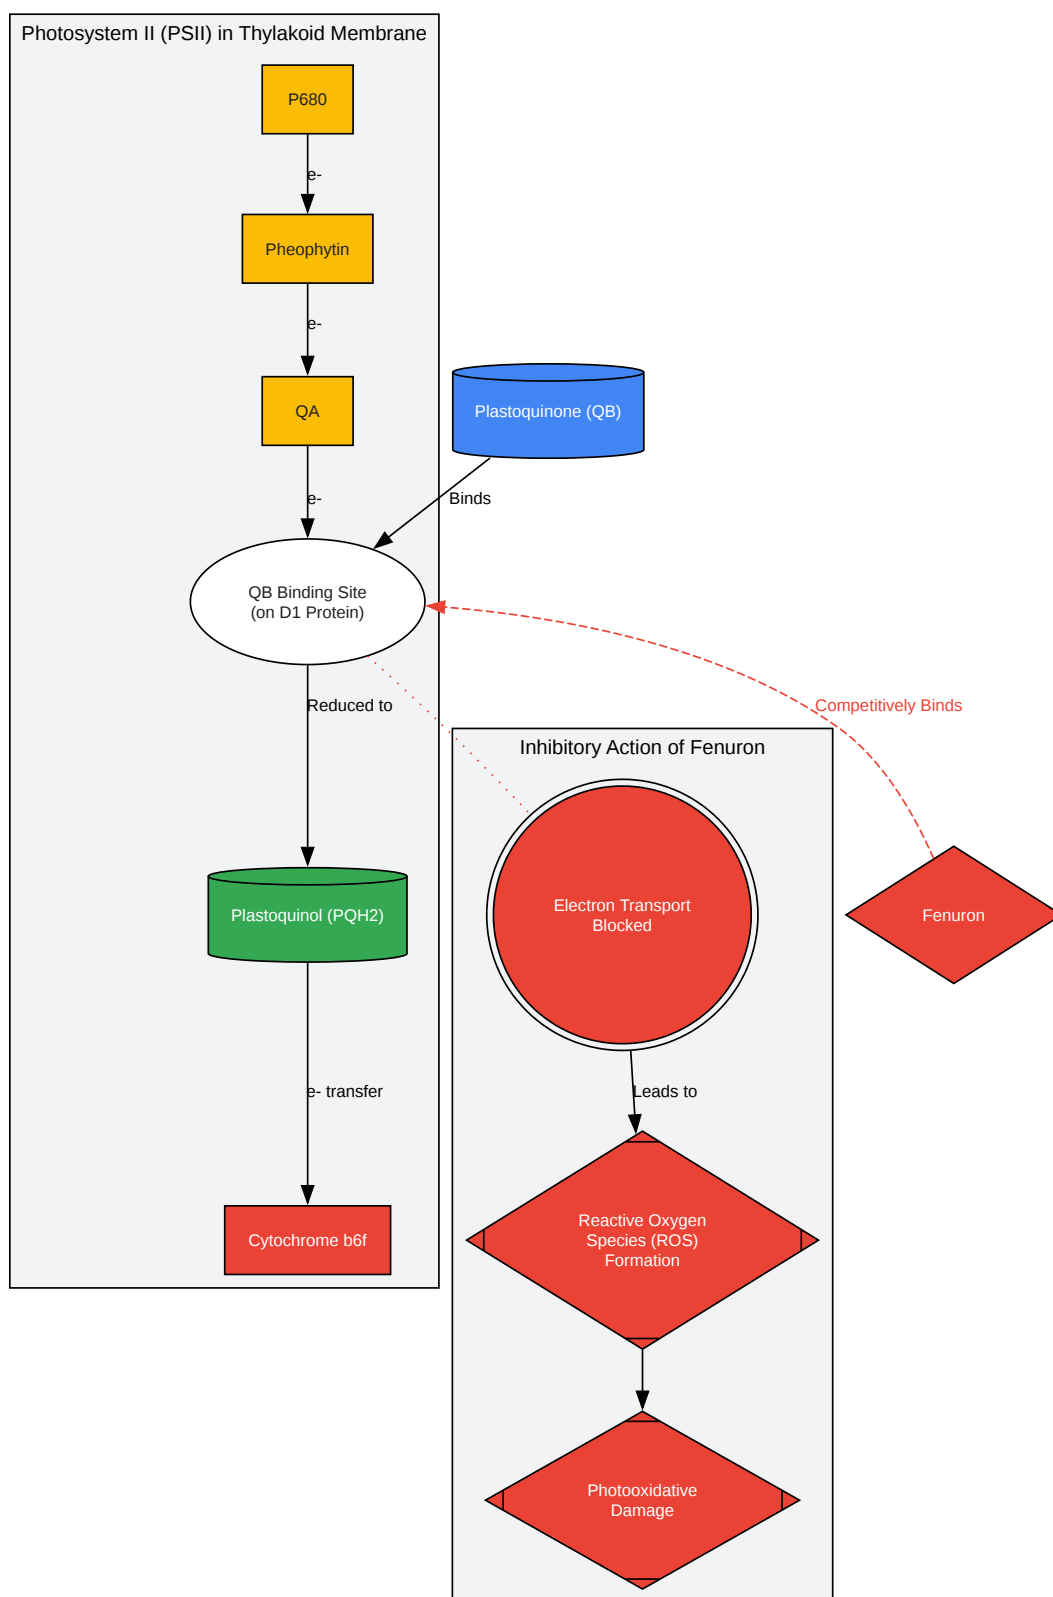 Photosystem II (PSII) in Thylakoid Membrane
P680
e-
Pheophytin
e-
QA
Plastoquinone (QB)
e-
Binds
QB Binding Site
(on D1 Protein)
Reduced to
Competitively Binds
Inhibitory Action of Fenuron
Electron Transport
Blocked
Plastoquinol (PQH2)
Fenuron
e- transfer
Leads to
Reactive Oxygen
Species (ROS)
Formation
Cytochrome b6f
Photooxidative
Damage